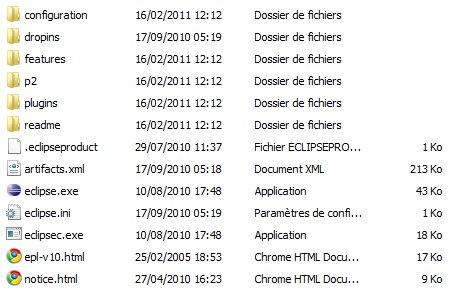 configuration 16/02/2011 12:12 Dossier de fichiers
dropins 17/09/2010 05:19 Dossier de fichiers
features 16/02/2011 12:12 Dossier de fichiers
p2 16/02/2011 12:12 Dossier de fichiers
plugins 16/02/2011 12:12 Dossier de fichiers
readme 16/02/2011 12:12 Dossier de fichiers
.eclipseproduct 29/07/2010 11:37 Fichier ECLIPSEPRO... 1 Ko
artifacts.xml 17/09/2010 05:18 Document XML 213 Ko
eclipse.exe 10/08/2010 17:48 Application 43 Ko
eclipse.ini 17/09/2010 05:19 Paramètres de confi... 1 Ko
eclipsec.exe 10/08/2010 17:48 Application 18 Ko
epl-v10.html 25/02/2005 18:53 Chrome HTML Docu... 17 Ko
notice.html 27/04/2010 16:23 Chrome HTML Docu... 9 Ko